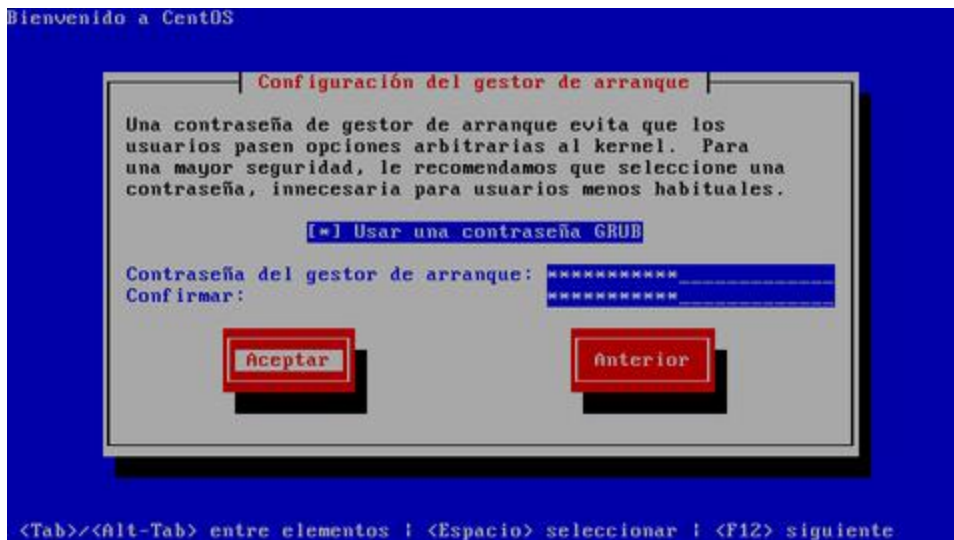 Bienvenido a CentOS
Configuración del gestor de arranque
Una contraseña de gestor de arranque evita que los
usuarios pasen opciones arbitrarias al kernel.  Para
una mayor seguridad, le recomendamos que seleccione una
contraseña, innecesaria para usuarios menos habituales.
[*] Usar una contraseña GRUB
Contraseña del gestor de arranque: ***********_____________
Confirmar: ***********_____________
Aceptar Anterior
<Tab>/<Alt-Tab> entre elementos | <Espacio> seleccionar | <F12> siguiente